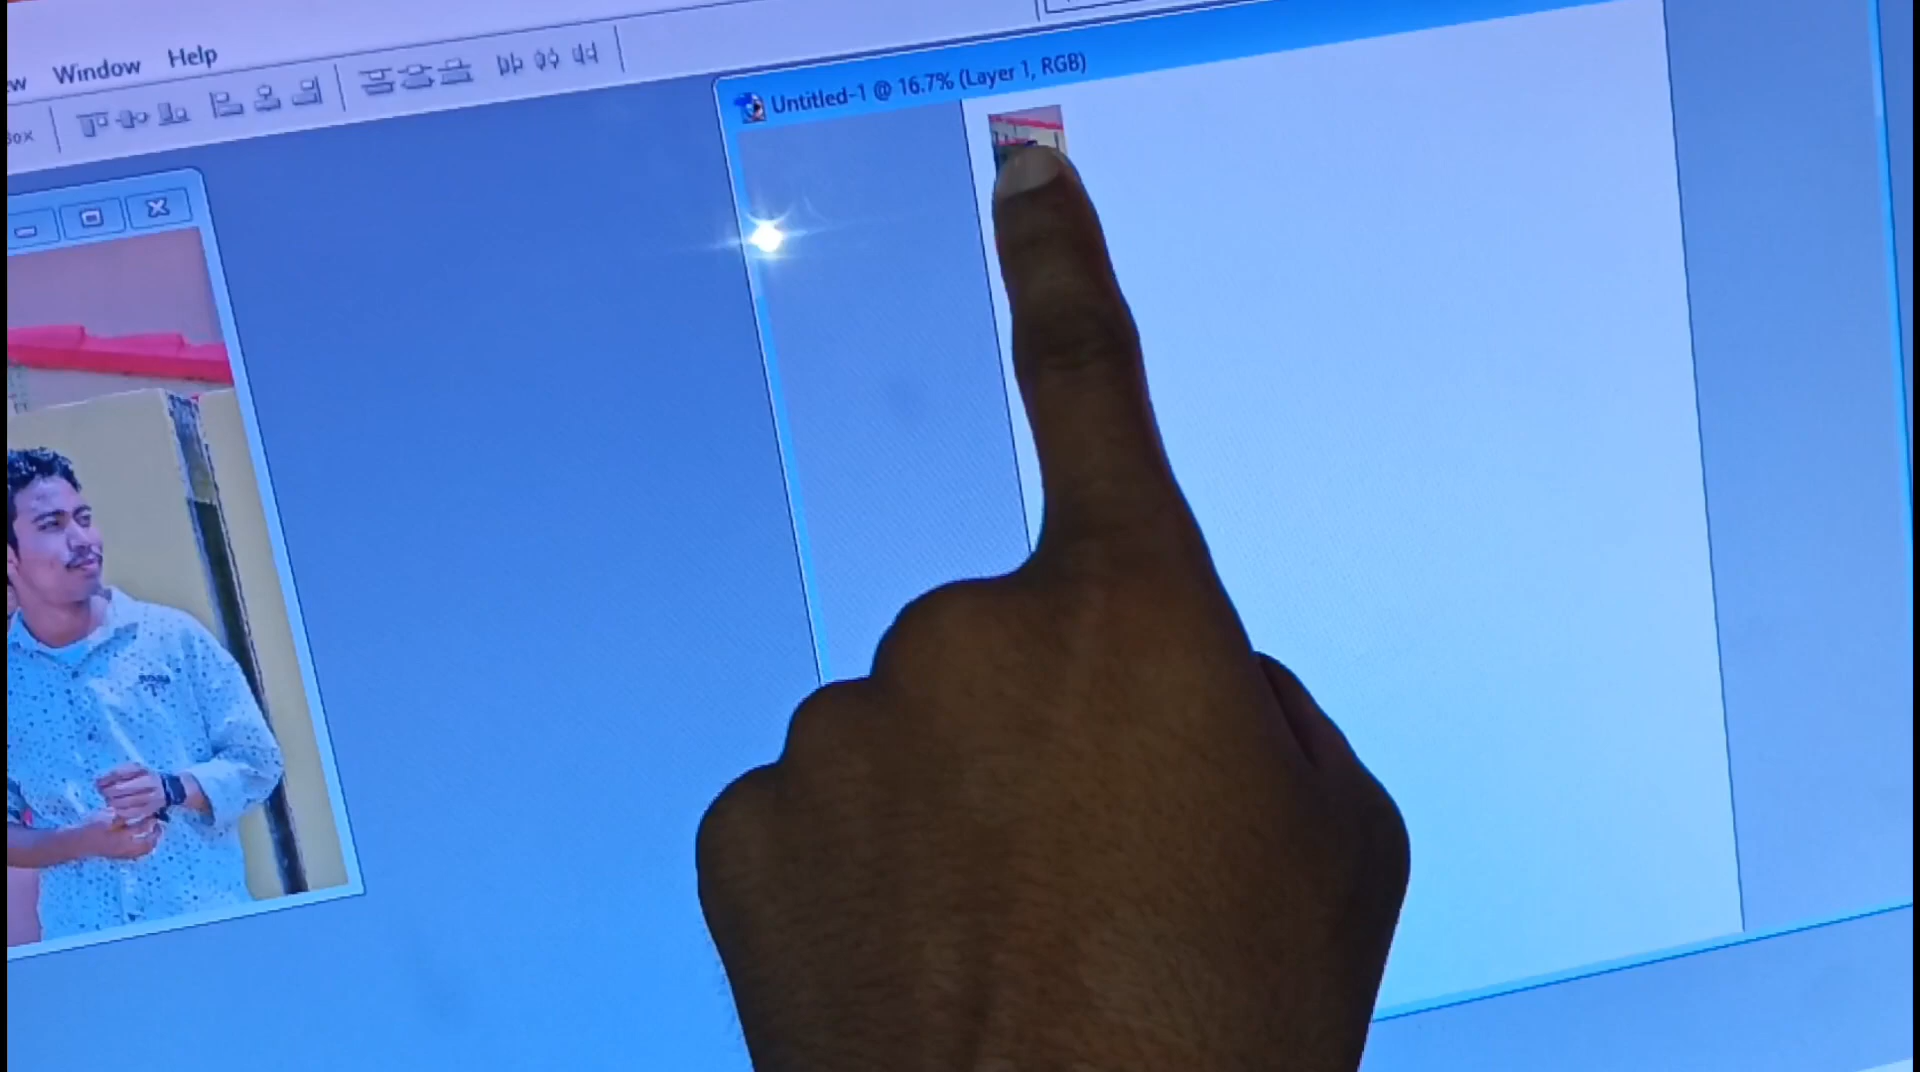 Window Help
Untitled-1 @ 16.7% (Layer 1, RGB)